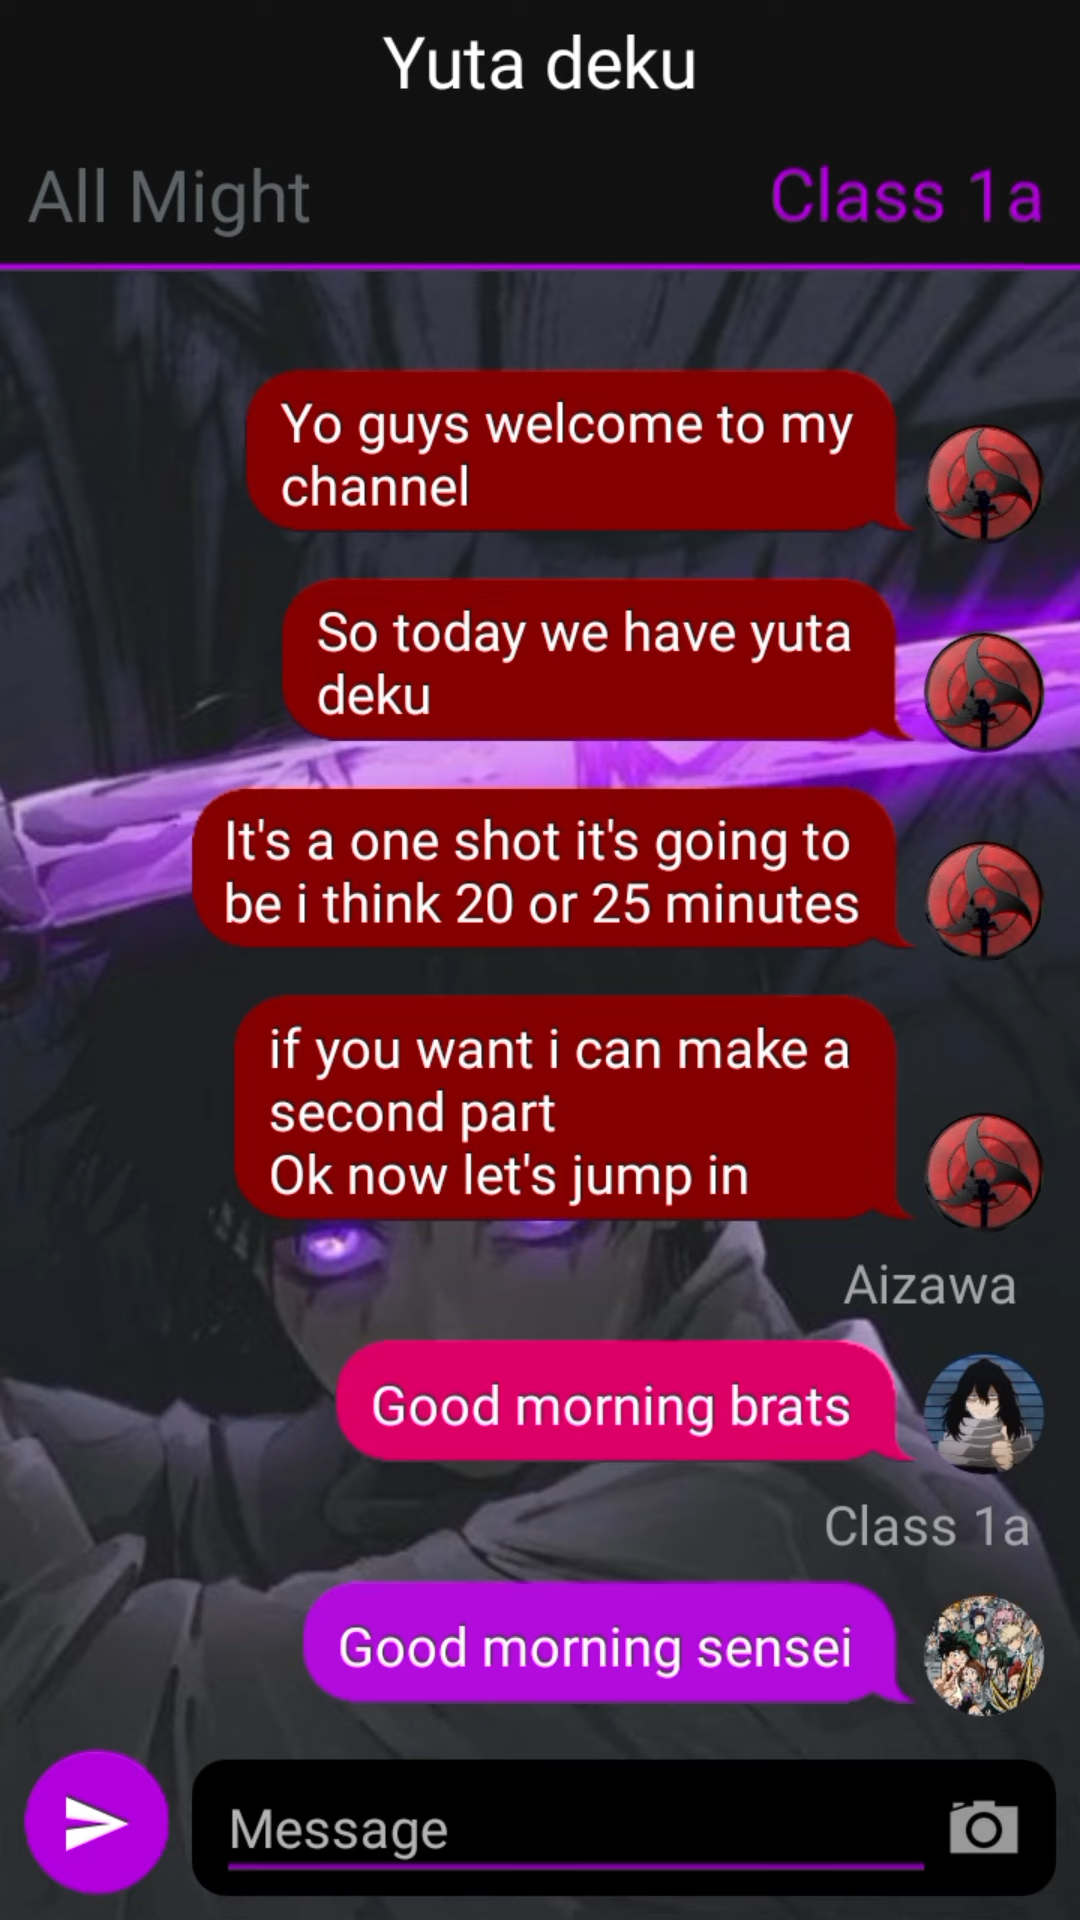 Yuta deku
All Might
Class 1a
Yo guys welcome to my
channel
So today we have yuta
deku
It's a one shot it's going to
be i think 20 or 25 minutes
if you want i can make a
second part
Ok now let's jump in
Aizawa
Good morning brats
Class 1a
Good morning sensei
Message